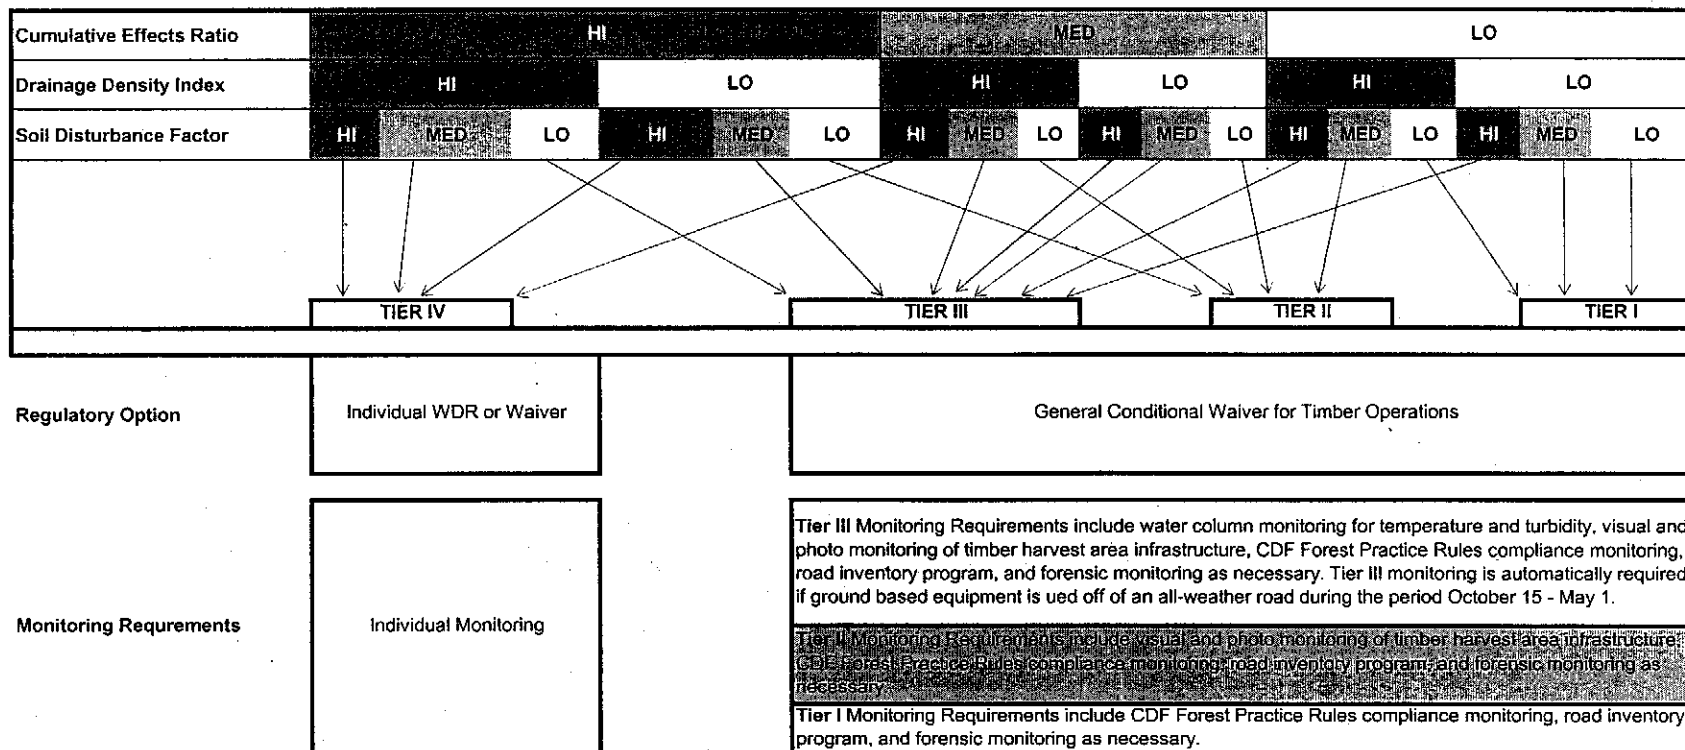 Cumulative Effects Ratio HI MED LO
Drainage Density Index HI LO HI LO HI LO
Soil Disturbance Factor HI MED LO HI MED LO HI MED LO HI MED LO HI MED LO HI MED LO
TIER IV TIER III TIER II TIER I
Regulatory Option Individual WDR or Waiver General Conditional Waiver for Timber Operations
Monitoring Requrements Individual Monitoring
Tier III Monitoring Requirements include water column monitoring for temperature and turbidity, visual and
photo monitoring of timber harvest area infrastructure, CDF Forest Practice Rules compliance monitoring,
road inventory program, and forensic monitoring as necessary. Tier III monitoring is automatically required
if ground based equipment is ued off of an all-weather road during the period October 15 - May 1.
Tier II Monitoring Requirements include visual and photo monitoring of timber harvest area infrastructure
CDF Forest Practice Rules compliance monitoring, road inventory program, and forensic monitoring as
necessary.
Tier I Monitoring Requirements include CDF Forest Practice Rules compliance monitoring, road inventory
program, and forensic monitoring as necessary.